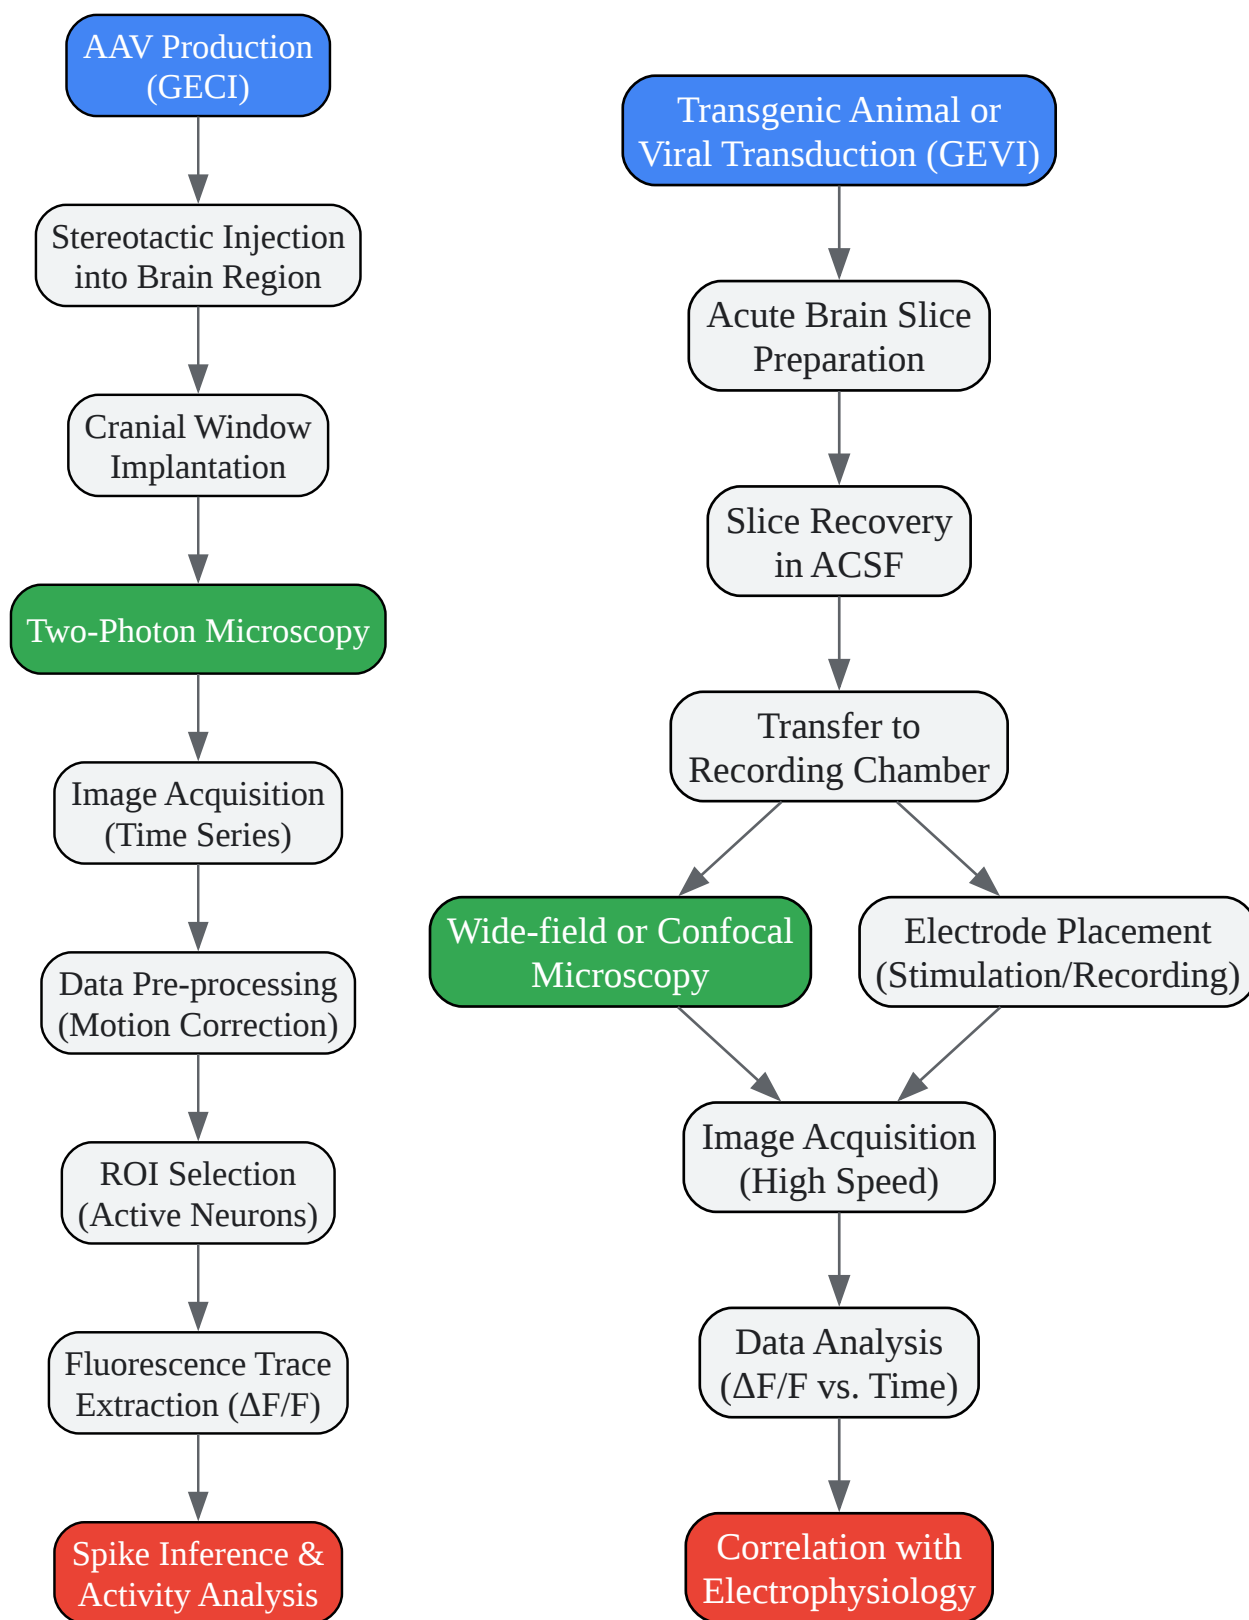 AAV Production
(GECI)
Stereotactic Injection
into Brain Region
Cranial Window
Implantation
Two-Photon Microscopy
Image Acquisition
(Time Series)
Data Pre-processing
(Motion Correction)
ROI Selection
(Active Neurons)
Fluorescence Trace
Extraction (ΔF/F)
Spike Inference &
Activity Analysis
Transgenic Animal or
Viral Transduction (GEVI)
Acute Brain Slice
Preparation
Slice Recovery
in ACSF
Transfer to
Recording Chamber
Wide-field or Confocal
Microscopy
Electrode Placement
(Stimulation/Recording)
Image Acquisition
(High Speed)
Data Analysis
(ΔF/F vs. Time)
Correlation with
Electrophysiology